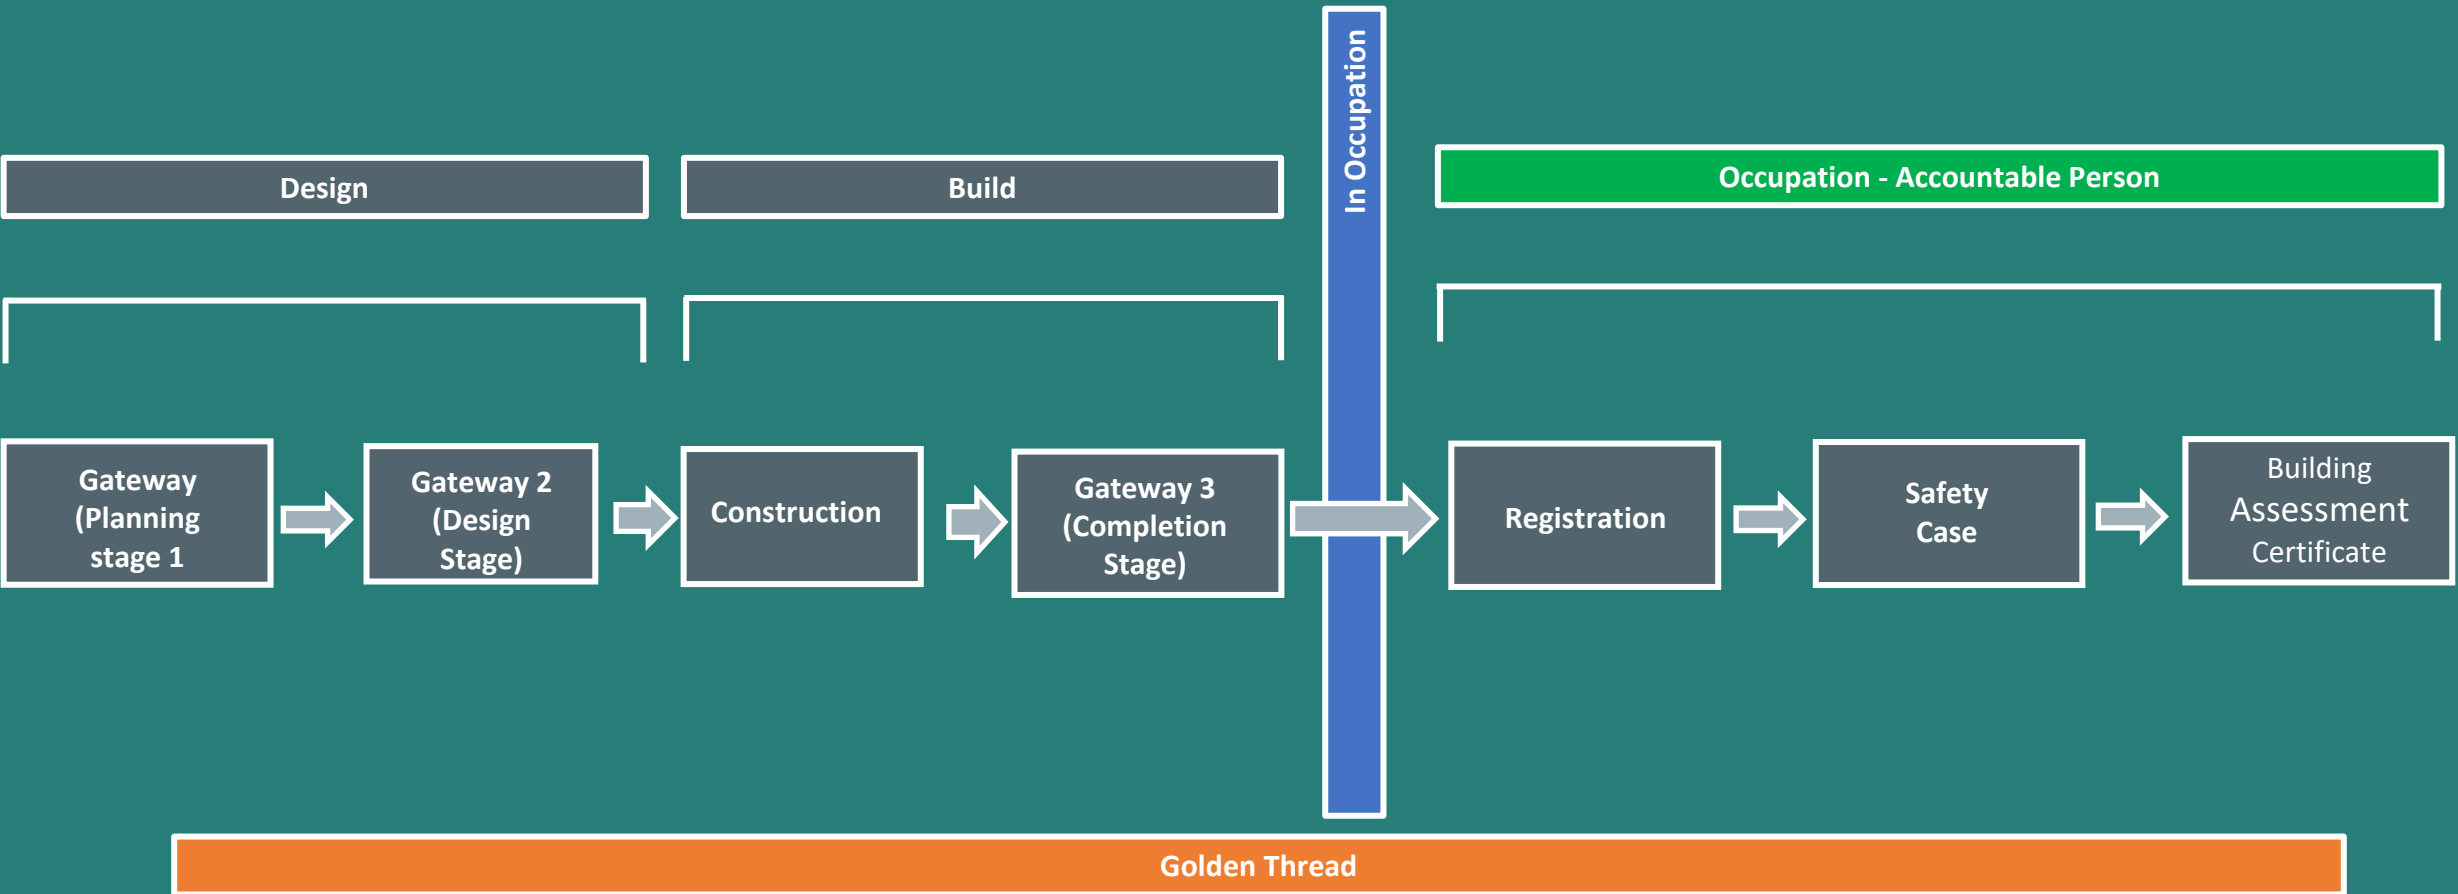 In Occupation
Design
Build
Occupation - Accountable Person
Gateway
(Planning
stage 1
Gateway 2
(Design
Stage)
Construction
Gateway 3
(Completion
Stage)
Registration
Safety
Case
Building
Assessment
Certificate
Golden Thread